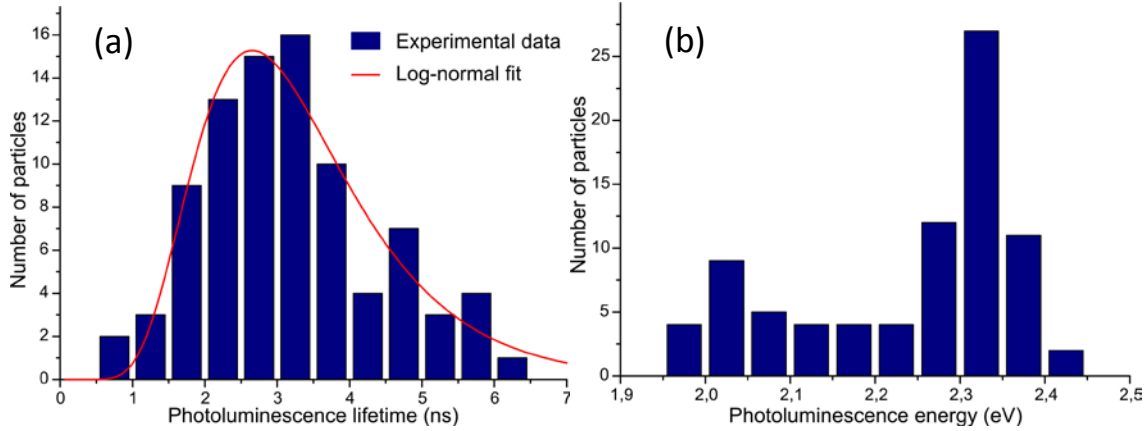 (a)
Experimental data
Log-normal fit
Number of particles
16
14
12
10
8
6
4
2
0
0 1 2 3 4 5 6 7
Photoluminescence lifetime (ns)
(b)
Number of particles
25
20
15
10
5
0
1,9 2,0 2,1 2,2 2,3 2,4 2,5
Photoluminescence energy (eV)